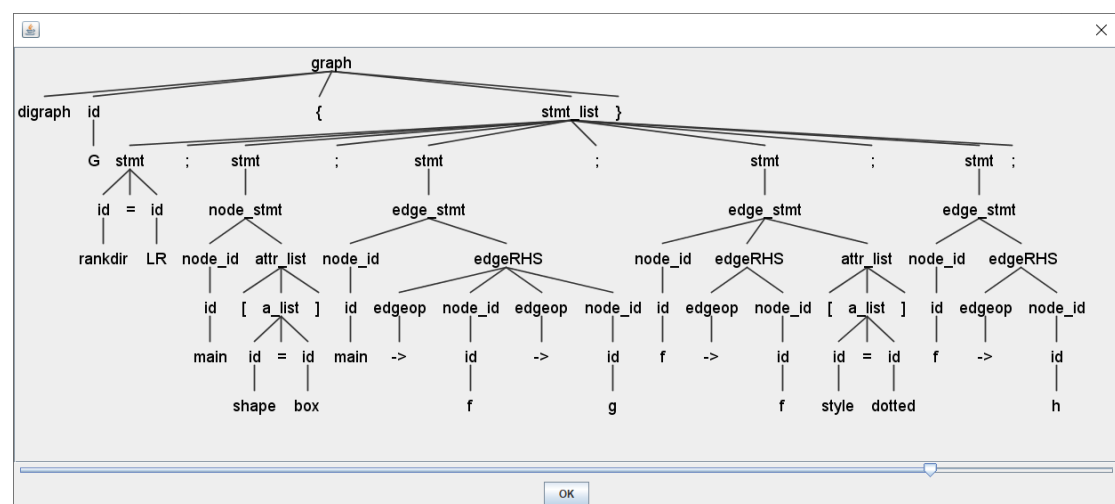 graph
digraph id { stmt_list }
G stmt ; stmt ; stmt ; stmt ; stmt ;
id = id node_stmt edge_stmt edge_stmt edge_stmt
rankdir LR node_id attr_list node_id edgeRHS node_id edgeRHS attr_list node_id edgeRHS
id [ a_list ] id edgeop node_id edgeop node_id id edgeop node_id [ a_list ] id edgeop node_id
main id = id main -> id -> id f -> id id = id f -> id
shape box f g f style dotted h
OK